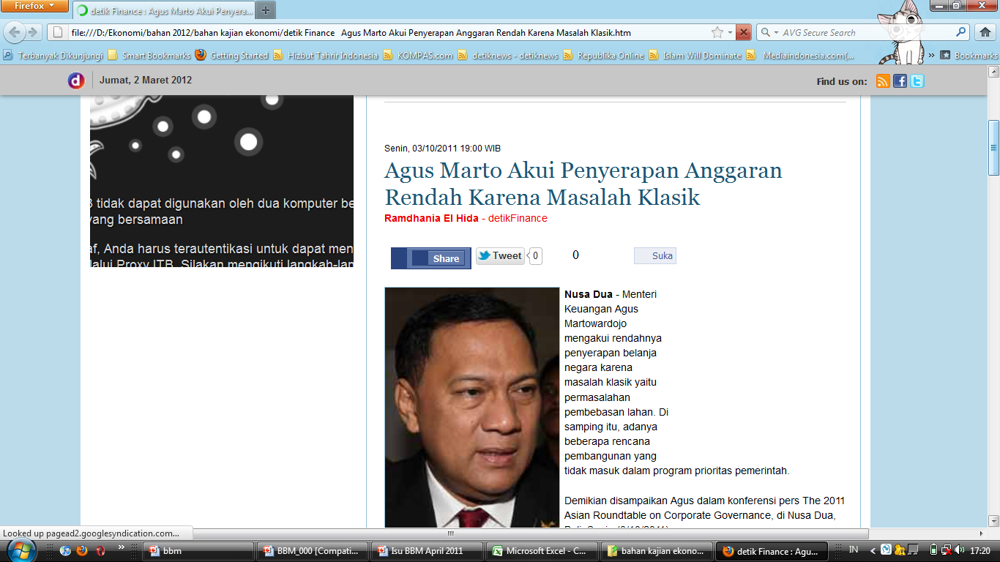 Firefox
detik Finance : Agus Marto Akui Penyera...
file:///D:/Ekonomi/bahan 2012/bahan kajian ekonomi/detik Finance Agus Marto Akui Penyerapan Anggaran Rendah Karena Masalah Klasik.htm
AVG Secure Search
Terbanyak Dikunjungi Smart Bookmarks Getting Started Hizbut Tahrir Indonesia KOMPAS.com detiknews - detiknews Republika Online Islam Will Dominate Mediaindonesia.com(... Bookmarks
d Jumat, 2 Maret 2012 Find us on:
3 tidak dapat digunakan oleh dua komputer be
yang bersamaan
af, Anda harus terautentikasi untuk dapat men
lalui Proxy ITB. Silakan mengikuti langkah-lan
Senin, 03/10/2011 19:00 WIB
Agus Marto Akui Penyerapan Anggaran
Rendah Karena Masalah Klasik
Ramdhania El Hida - detikFinance
Share Tweet 0 0 Suka
Nusa Dua - Menteri
Keuangan Agus
Martowardojo
mengakui rendahnya
penyerapan belanja
negara karena
masalah klasik yaitu
permasalahan
pembebasan lahan. Di
samping itu, adanya
beberapa rencana
pembangunan yang
tidak masuk dalam program prioritas pemerintah.
Demikian disampaikan Agus dalam konferensi pers The 2011
Asian Roundtable on Corporate Governance, di Nusa Dua,
Bali, Senin (3/10/2011).
Looked up pagead2.googlesyndication.com...
bbm BBM_000 [Compati... Isu BBM April 2011 Microsoft Excel - C... bahan kajian ekono... detik Finance : Agu... IN 17:20